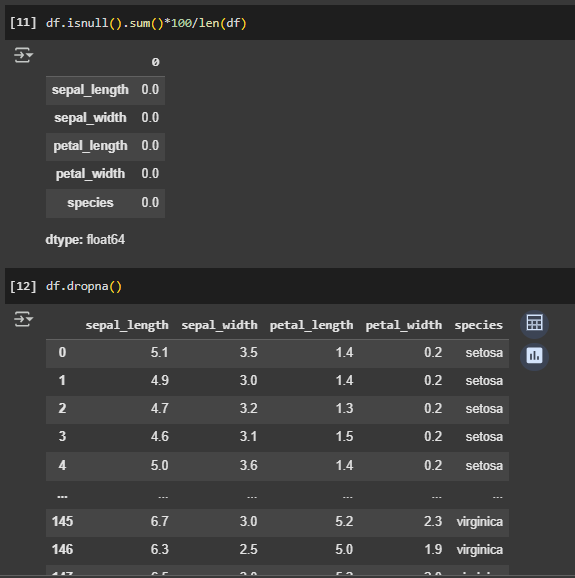 [11] df.isnull().sum()*100/len(df)
0
sepal_length 0.0
sepal_width 0.0
petal_length 0.0
petal_width 0.0
species 0.0
dtype: float64
[12] df.dropna()
sepal_length sepal_width petal_length petal_width species
0 5.1 3.5 1.4 0.2 setosa
1 4.9 3.0 1.4 0.2 setosa
2 4.7 3.2 1.3 0.2 setosa
3 4.6 3.1 1.5 0.2 setosa
4 5.0 3.6 1.4 0.2 setosa
... ... ... ... ... ...
145 6.7 3.0 5.2 2.3 virginica
146 6.3 2.5 5.0 1.9 virginica